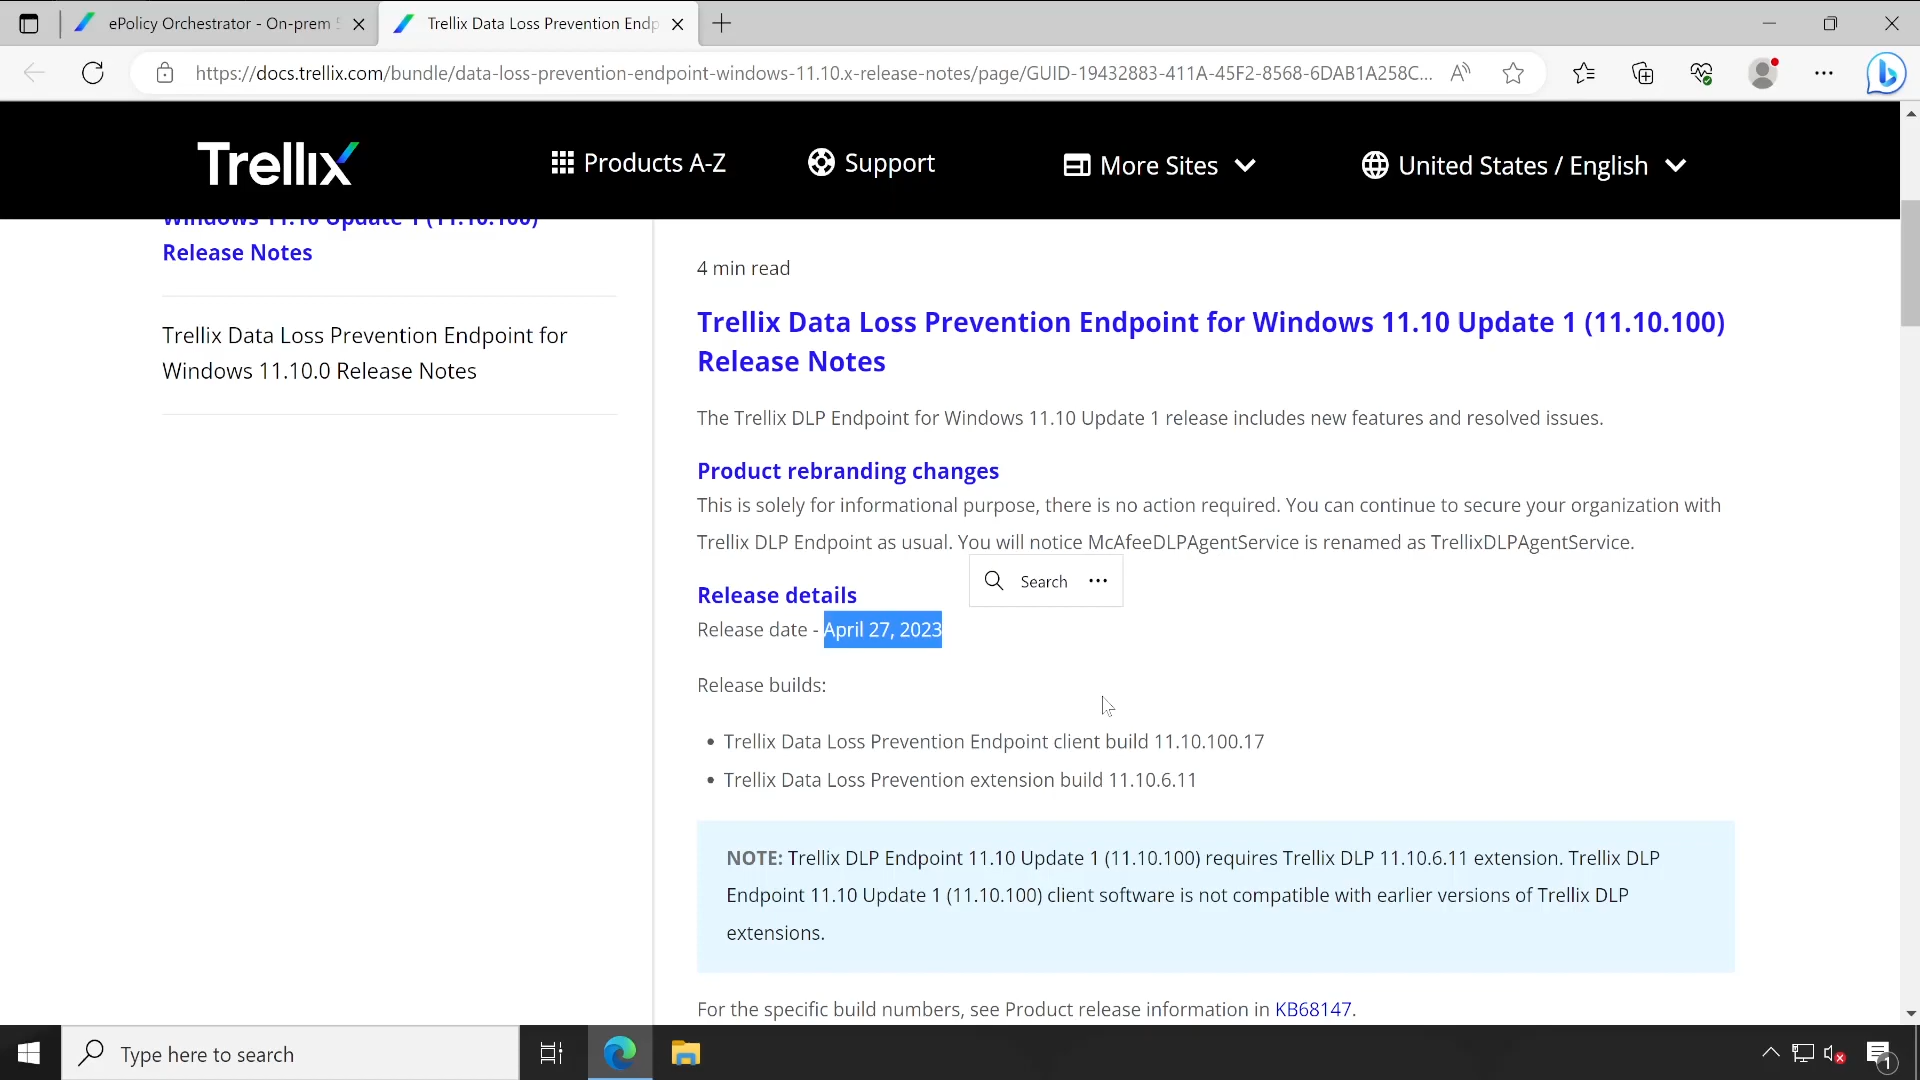 ePolicy Orchestrator - On-prem 5
Trellix Data Loss Prevention Endp
https://docs.trellix.com/bundle/data-loss-prevention-endpoint-windows-11.10.x-release-notes/page/GUID-19432883-411A-45F2-8568-6DAB1A258C...
Trellix
Products A-Z
Support
More Sites
United States / English
Windows 11.10 Update 1 (11.10.100)
Release Notes
Trellix Data Loss Prevention Endpoint for
Windows 11.10.0 Release Notes
4 min read
Trellix Data Loss Prevention Endpoint for Windows 11.10 Update 1 (11.10.100)
Release Notes
The Trellix DLP Endpoint for Windows 11.10 Update 1 release includes new features and resolved issues.
Product rebranding changes
This is solely for informational purpose, there is no action required. You can continue to secure your organization with
Trellix DLP Endpoint as usual. You will notice McAfeeDLPAgentService is renamed as TrellixDLPAgentService.
Search
Release details
Release date - April 27, 2023
Release builds:
• Trellix Data Loss Prevention Endpoint client build 11.10.100.17
• Trellix Data Loss Prevention extension build 11.10.6.11
NOTE: Trellix DLP Endpoint 11.10 Update 1 (11.10.100) requires Trellix DLP 11.10.6.11 extension. Trellix DLP
Endpoint 11.10 Update 1 (11.10.100) client software is not compatible with earlier versions of Trellix DLP
extensions.
For the specific build numbers, see Product release information in KB68147.
Type here to search
1